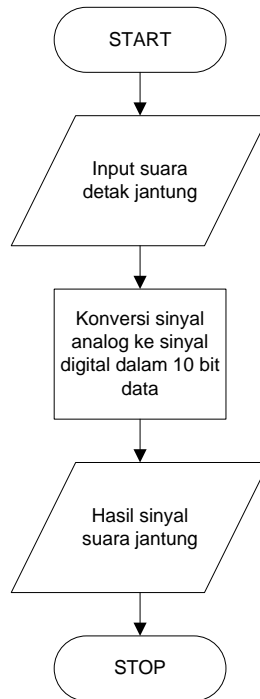 START
Input suara
detak jantung
Konversi sinyal
analog ke sinyal
digital dalam 10 bit
data
Hasil sinyal
suara jantung
STOP